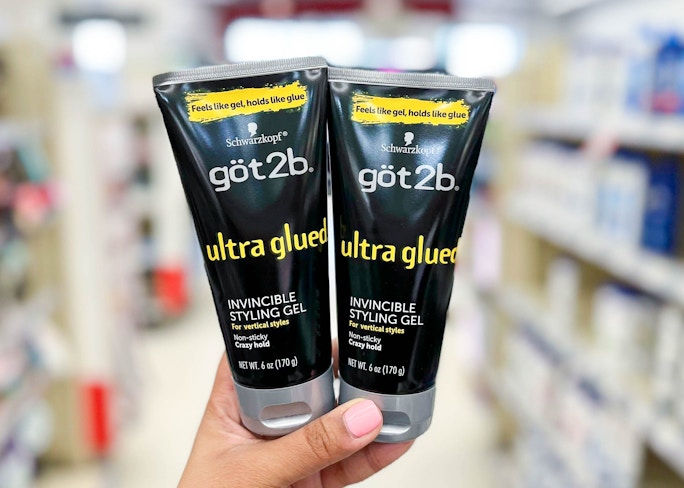 Feels like gel, holds like glue
Schwarzkopf®
göt2b.
ultra glued
INVINCIBLE
STYLING GEL
For vertical styles
Non-sticky
Crazy hold
NET WT. 6 oz (170 g)
Feels like gel, holds like glue
Schwarzkopf®
göt2b.
ultra glued
INVINCIBLE
STYLING GEL
For vertical styles
Non-sticky
Crazy hold
NET WT. 6 oz (170 g)